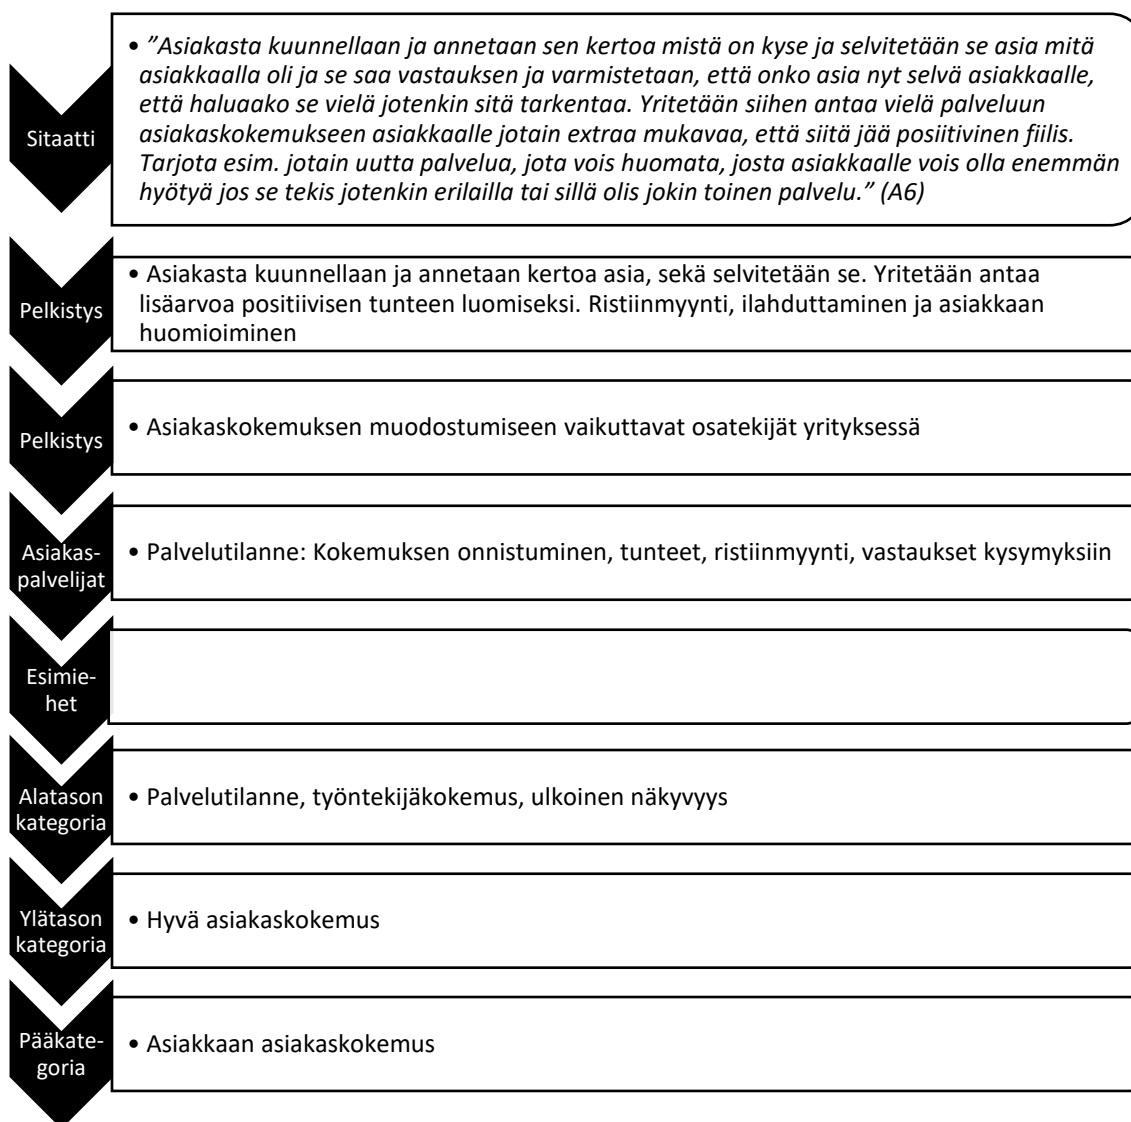 Sitaatti
• ”Asiakasta kuunnellaan ja annetaan sen kertoa mistä on kyse ja selvitetään se asia mitä
asiakkaalla oli ja se saa vastauksen ja varmistetaan, että onko asia nyt selvä asiakkaalle,
että haluaako se vielä jotenkin sitä tarkentaa. Yritetään siihen antaa vielä palveluun
asiakaskokemukseen asiakkaalle jotain extraa mukavaa, että siitä jää posiitivinen fiilis.
Tarjota esim. jotain uutta palvelua, jota vois huomata, josta asiakkaalle vois olla enemmän
hyötyä jos se tekis jotenkin erilailla tai sillä olis jokin toinen palvelu.” (A6)
Pelkistys
• Asiakasta kuunnellaan ja annetaan kertoa asia, sekä selvitetään se. Yritetään antaa
lisäarvoa positiivisen tunteen luomiseksi. Ristiinmyynti, ilahduttaminen ja asiakkaan
huomioiminen
Pelkistys
• Asiakaskokemuksen muodostumiseen vaikuttavat osatekijät yrityksessä
Asiakas-
palvelijat
• Palvelutilanne: Kokemuksen onnistuminen, tunteet, ristiinmyynti, vastaukset kysymyksiin
Esimie-
het
Alatason
kategoria
• Palvelutilanne, työntekijäkokemus, ulkoinen näkyvyys
Ylätason
kategoria
• Hyvä asiakaskokemus
Pääkate-
goria
• Asiakkaan asiakaskokemus